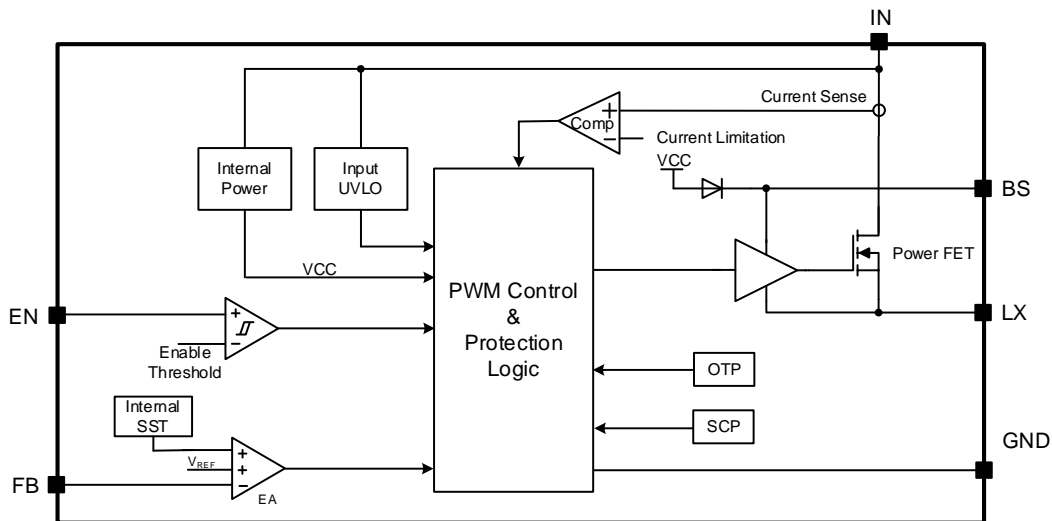 IN
Current Sense
+
Comp
−
Current Limitation
VCC
Internal
Power
Input
UVLO
BS
Power FET
VCC
PWM Control
&
Protection
Logic
EN
+
−
Enable
Threshold
LX
OTP
Internal
SST
SCP
GND
+
VREF
+
−
FB
EA